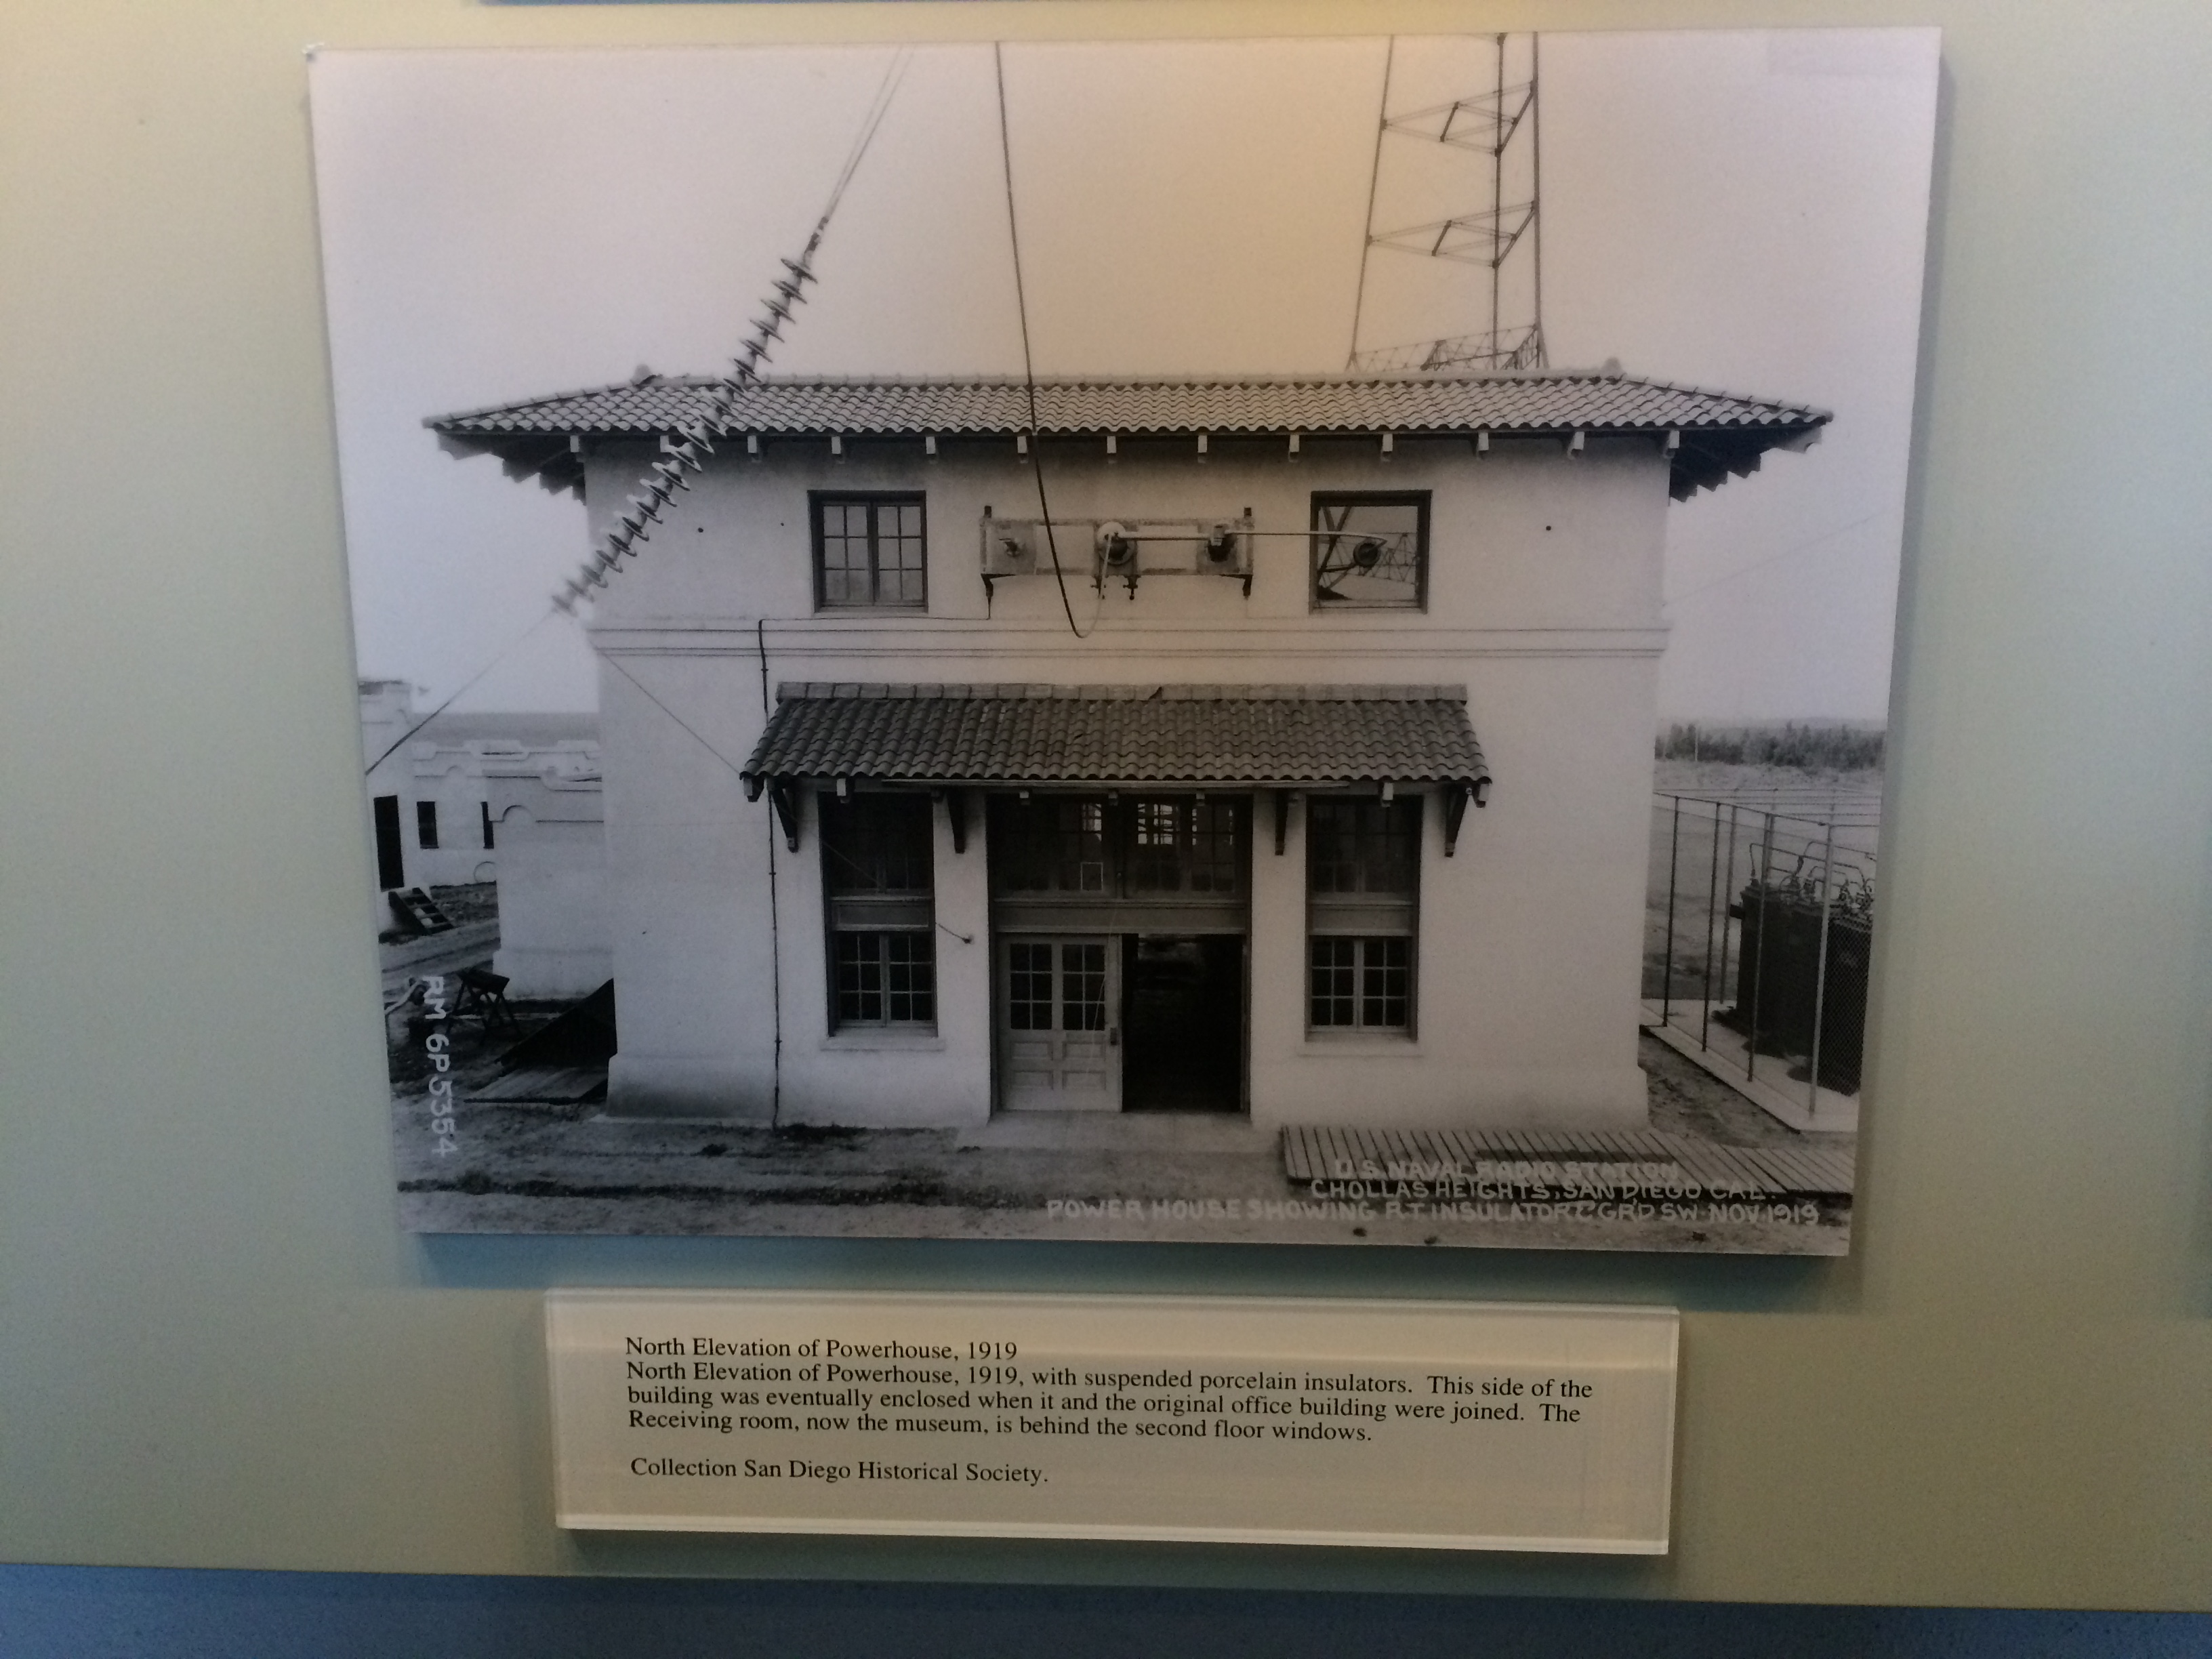 RM 6P5354
U.S. NAVAL RADIO STATION
CHOLLAS HEIGHTS, SAN DIEGO CAL.
POWER HOUSE SHOWING R.T. INSULATOR & GRD SW. NOV. 1919
North Elevation of Powerhouse, 1919
North Elevation of Powerhouse, 1919, with suspended porcelain insulators. This side of the
building was eventually enclosed when it and the original office building were joined. The
Receiving room, now the museum, is behind the second floor windows.
Collection San Diego Historical Society.